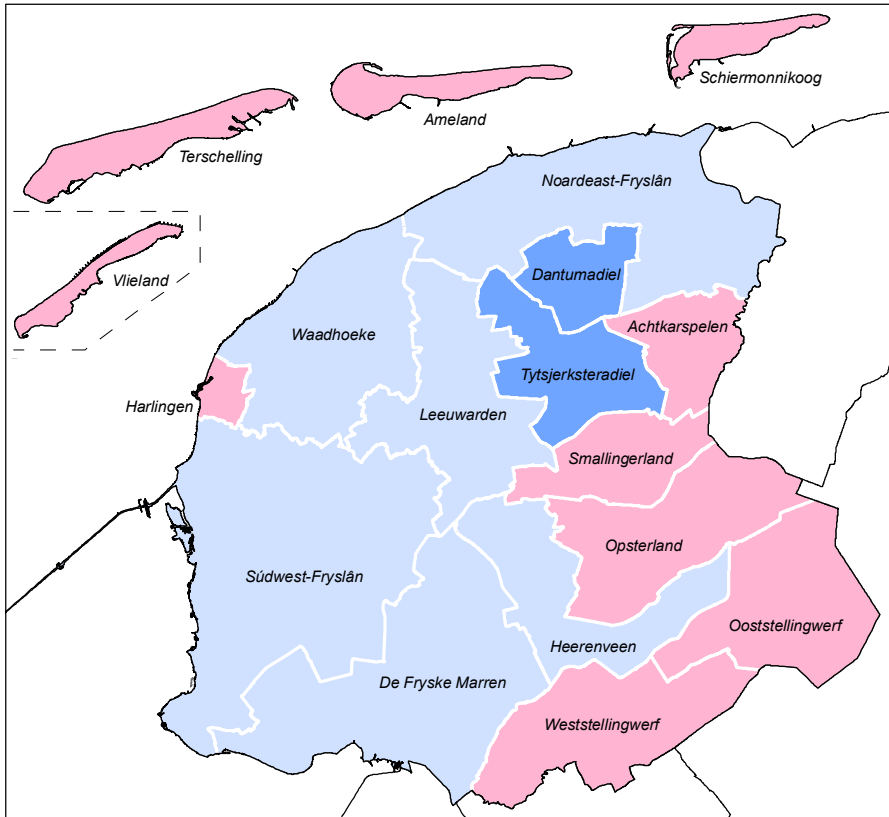 Schiermonnikoog
Ameland
Terschelling
Noardeast-Fryslân
Dantumadiel
Vlieland
Achtkarspelen
Waadhoeke
Tytsjerksteradiel
Harlingen
Leeuwarden
Smallingerland
Opsterland
Súdwest-Fryslân
Ooststellingwerf
Heerenveen
De Fryske Marren
Weststellingwerf